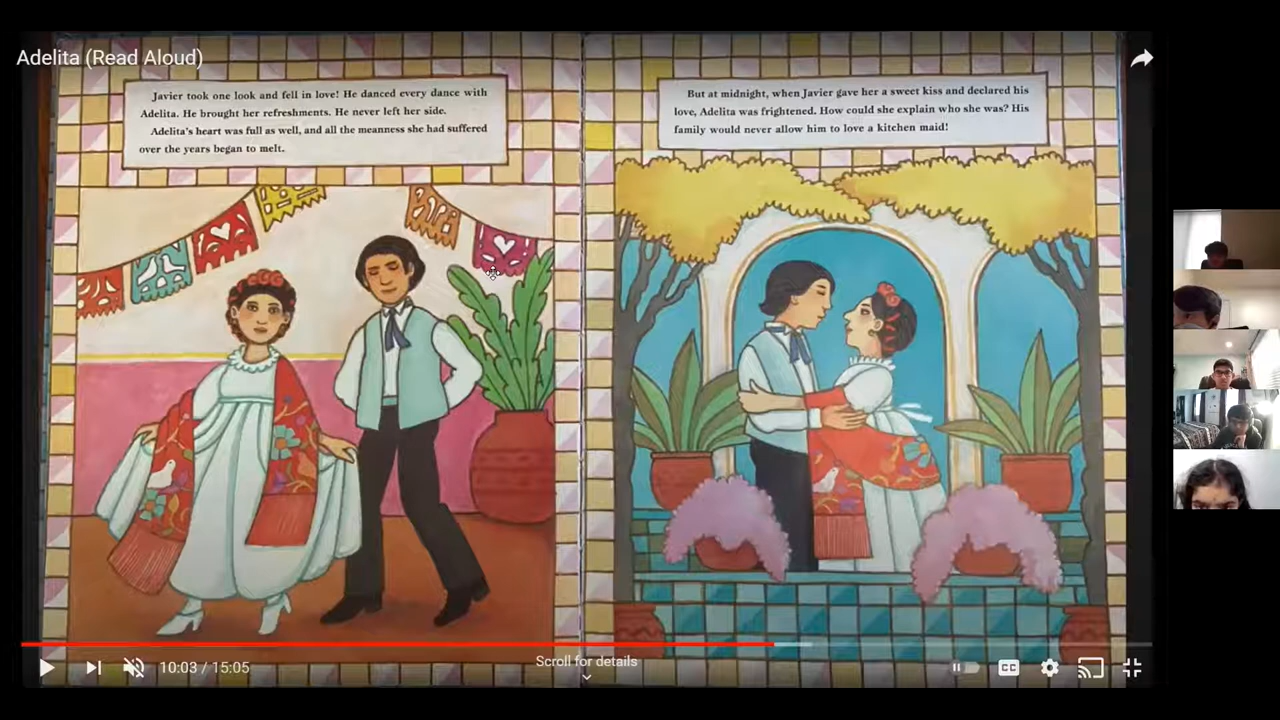 Adelita (Read Aloud)
Javier took one look and fell in love! He danced every dance with
Adelita. He brought her refreshments. He never left her side.
Adelita's heart was full as well, and all the meanness she had suffered
over the years began to melt.
But at midnight, when Javier gave her a sweet kiss and declared his
love, Adelita was frightened. How could she explain who she was? His
family would never allow him to love a kitchen maid!
10:03 / 15:05
Scroll for details
CC